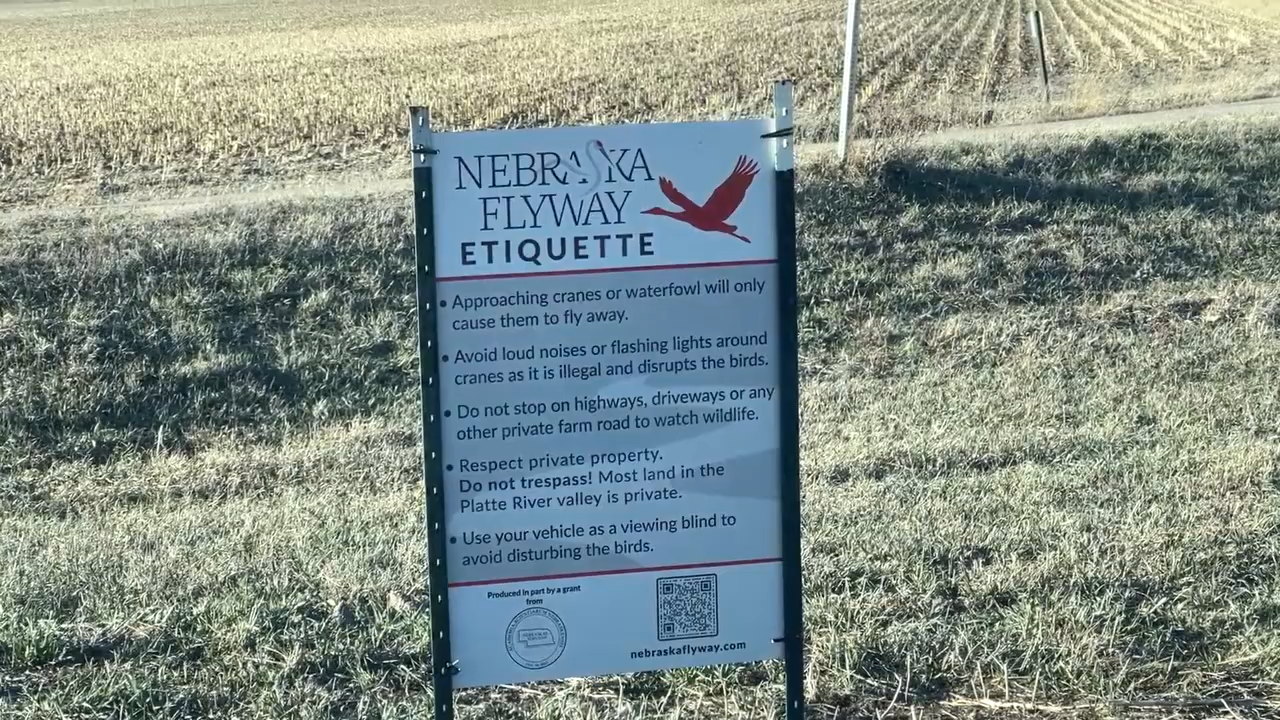 NEBRASKA
FLYWAY
ETIQUETTE
• Approaching cranes or waterfowl will only
cause them to fly away.
• Avoid loud noises or flashing lights around
cranes as it is illegal and disrupts the birds.
• Do not stop on highways, driveways or any
other private farm road to watch wildlife.
• Respect private property.
Do not trespass! Most land in the
Platte River valley is private.
• Use your vehicle as a viewing blind to
avoid disturbing the birds.
Produced in part by a grant
from
nebraskaflyway.com